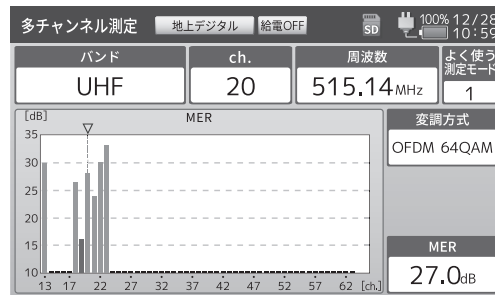 多チャンネル測定 地上デジタル 給電OFF SD 100% 12/28
10:59
バンド ch. 周波数 よく使う
測定モード
UHF 20 515.14MHz 1
[dB] MER 変調方式
OFDM 64QAM
35
30
25
20
15
10
13 17 22 27 32 37 42 47 52 57 62 [ch.]
MER
27.0dB